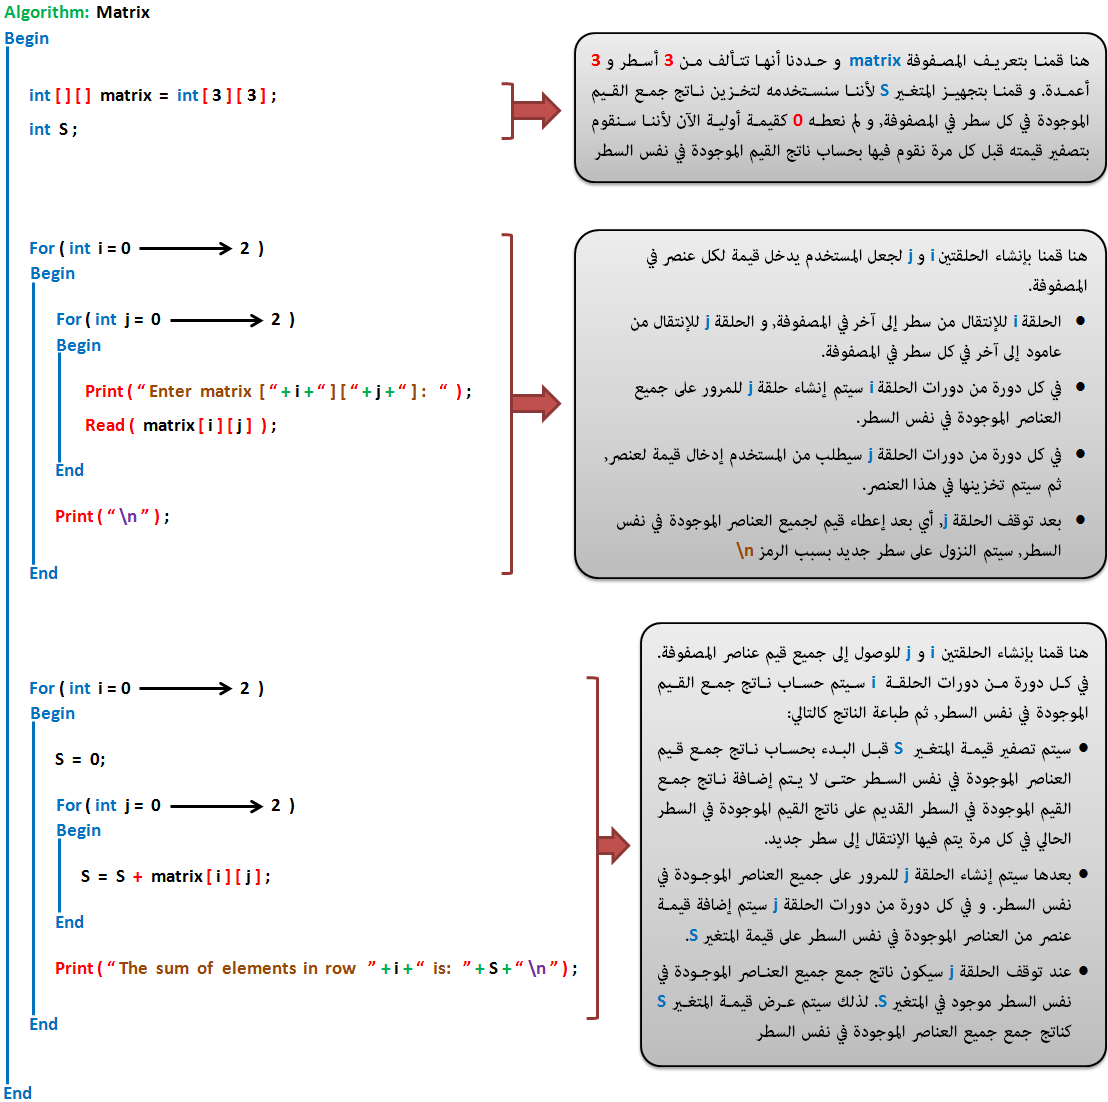 Algorithm: Matrix
Begin
int [ ] [ ] matrix = int [ 3 ] [ 3 ] ;
int S ;
هنا قمنا بتعريف المصفوفة matrix و حددنا أنها تتألف من 3 أسطر و 3
أعمدة. و قمنا بتجهيز المتغير S لأننا سنستخدمه لتخزين ناتج جمع القيم
الموجودة في كل سطر في المصفوفة, و لم نعطه 0 كقيمة أولية الآن لأننا سنقوم
بتصفير قيمته قبل كل مرة نقوم فيها بحساب ناتج القيم الموجودة في نفس السطر
For ( int i = 0 ⟶ 2 )
Begin
For ( int j = 0 ⟶ 2 )
Begin
Print ( “ Enter matrix [ “ + i + “ ] [ “ + j + “ ] : “ ) ;
Read ( matrix [ i ] [ j ] ) ;
End
Print ( “ \n ” ) ;
End
هنا قمنا بإنشاء الحلقتين i و j لجعل المستخدم يدخل قيمة لكل عنصر في
المصفوفة.
● الحلقة i للإنتقال من سطر إلى آخر في المصفوفة, و الحلقة j للإنتقال من
عامود إلى آخر في كل سطر في المصفوفة.
● في كل دورة من دورات الحلقة i سيتم إنشاء حلقة j للمرور على جميع
العناصر الموجودة في نفس السطر.
● في كل دورة من دورات الحلقة j سيطلب من المستخدم إدخال قيمة لعنصر,
ثم سيتم تخزينها في هذا العنصر.
● بعد توقف الحلقة j, أي بعد إعطاء قيم لجميع العناصر الموجودة في نفس
السطر, سيتم النزول على سطر جديد بسبب الرمز \n
For ( int i = 0 ⟶ 2 )
Begin
S = 0;
For ( int j = 0 ⟶ 2 )
Begin
S = S + matrix [ i ] [ j ] ;
End
Print ( “ The sum of elements in row ” + i + “ is: ” + S + “ \n ” ) ;
End
هنا قمنا بإنشاء الحلقتين i و j للوصول إلى جميع قيم عناصر المصفوفة.
في كل دورة من دورات الحلقة i سيتم حساب ناتج جمع القيم
الموجودة في نفس السطر, ثم طباعة الناتج كالتالي:
● سيتم تصفير قيمة المتغير S قبل البدء بحساب ناتج جمع قيم
العناصر الموجودة في نفس السطر حتى لا يتم إضافة ناتج جمع
القيم الموجودة في السطر القديم على ناتج القيم الموجودة في السطر
الحالي في كل مرة يتم فيها الإنتقال إلى سطر جديد.
● بعدها سيتم إنشاء الحلقة j للمرور على جميع العناصر الموجودة في
نفس السطر. و في كل دورة من دورات الحلقة j سيتم إضافة قيمة
عنصر من العناصر الموجودة في نفس السطر على قيمة المتغير S.
● عند توقف الحلقة j سيكون ناتج جمع جميع العناصر الموجودة في
نفس السطر موجود في المتغير S. لذلك سيتم عرض قيمة المتغير S
كناتج جمع جميع العناصر الموجودة في نفس السطر
End